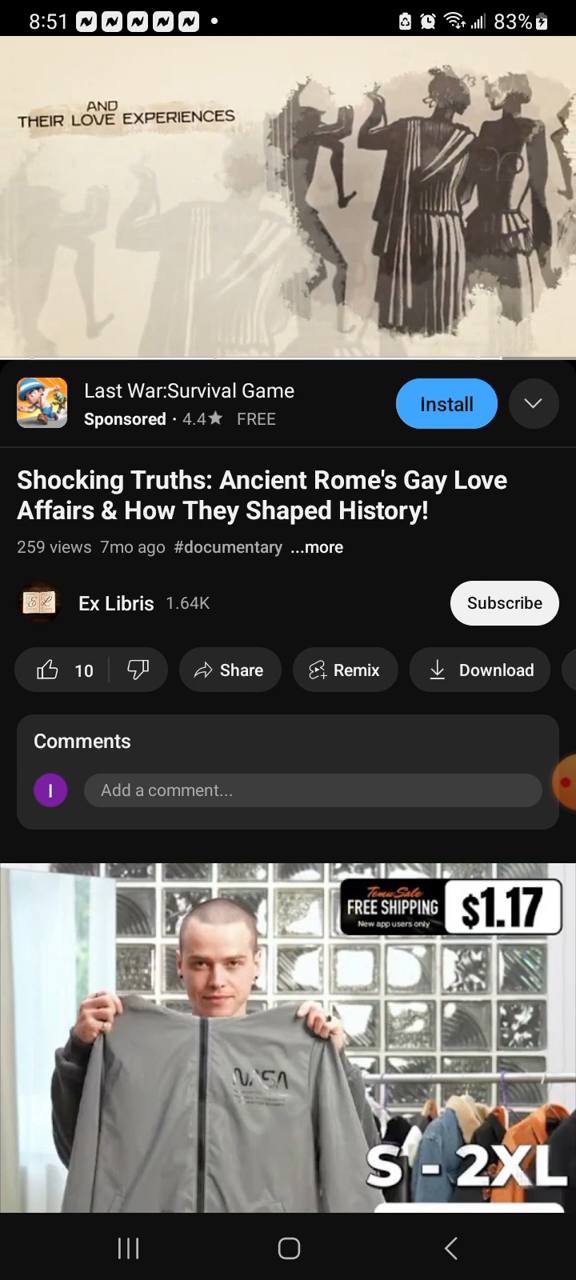 8:51
83%
AND
THEIR LOVE EXPERIENCES
Last War:Survival Game
Sponsored · 4.4★ FREE
Install
Shocking Truths: Ancient Rome's Gay Love
Affairs & How They Shaped History!
259 views 7mo ago #documentary ...more
Ex Libris 1.64K
Subscribe
10
Share
Remix
Download
Comments
I
Add a comment...
Temu Sale
FREE SHIPPING
New app users only
$1.17
NASA
S - 2XL